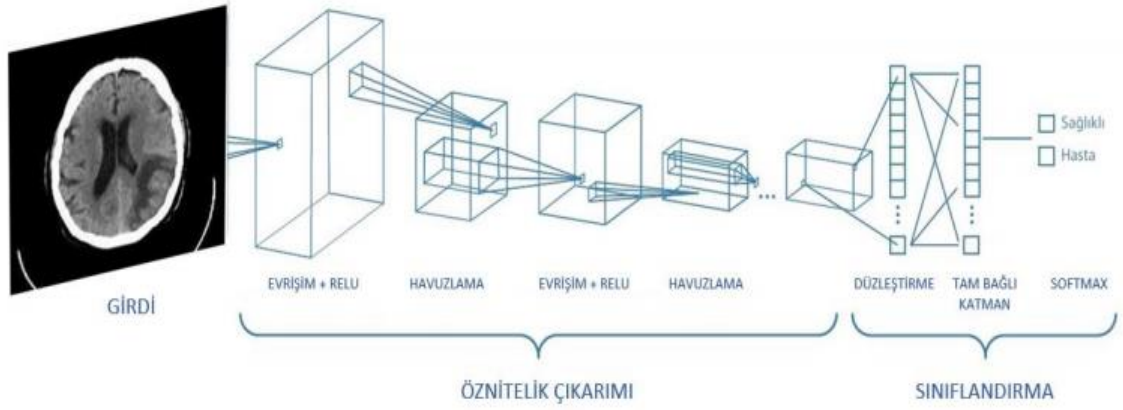 Sağlıklı
Hasta
EVRİŞİM + RELU
HAVUZLAMA
EVRİŞİM + RELU
HAVUZLAMA
DÜZLEŞTİRME
TAM BAĞLI
KATMAN
SOFTMAX
GİRDİ
ÖZNİTELİK ÇIKARIMI
SINIFLANDIRMA